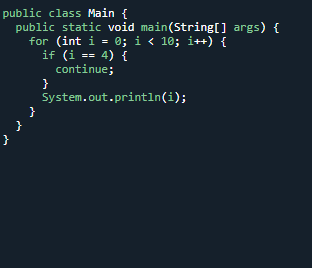 public class Main {
  public static void main(String[] args) {
    for (int i = 0; i < 10; i++) {
      if (i == 4) {
        continue;
      }
      System.out.println(i);
    }
  }
}